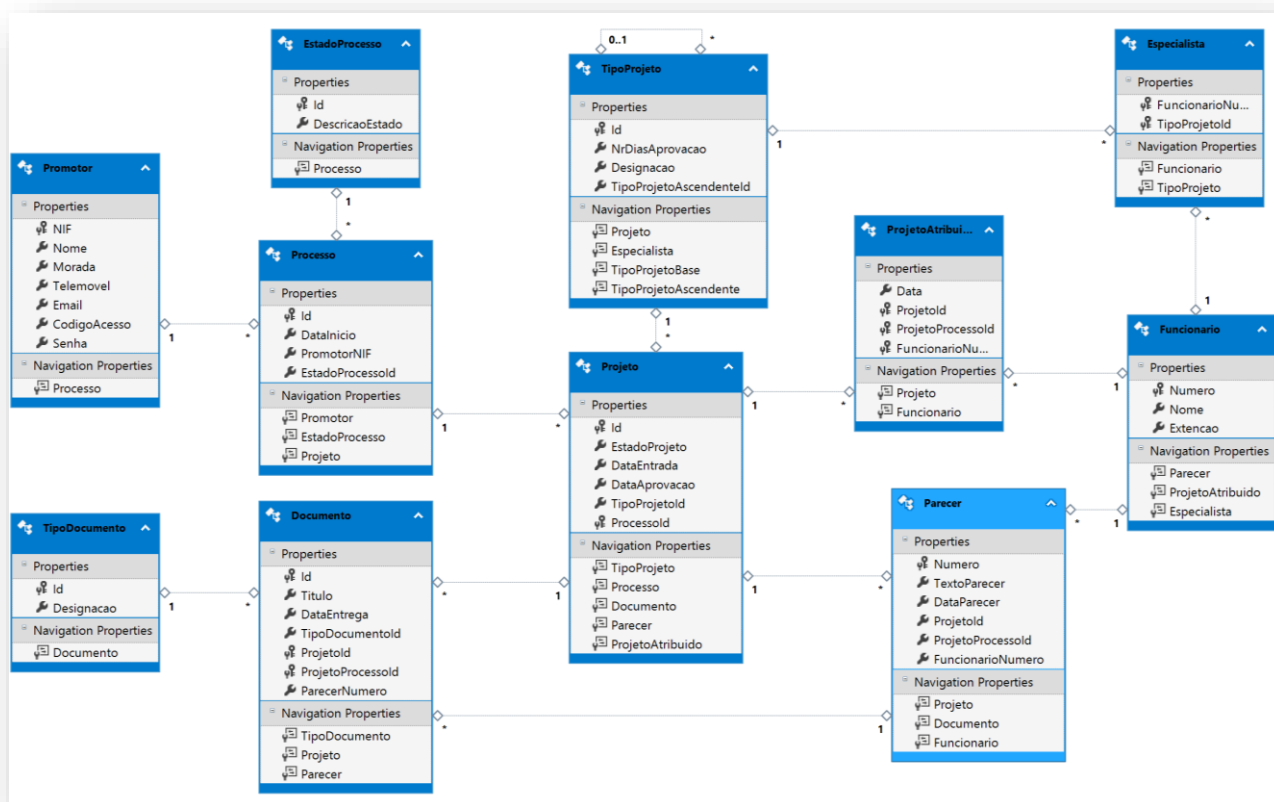 EstadoProcesso
Properties
Id
DescricaoEstado
Navigation Properties
Processo
1
*
0..1
*
TipoProjeto
Properties
Id
NrDiasAprovacao
Designacao
TipoProjetoAscendenteId
Navigation Properties
Projeto
Especialista
TipoProjetoBase
TipoProjetoAscendente
1
*
1
*
Especialista
Properties
FuncionarioNu...
TipoProjetoId
Navigation Properties
Funcionario
TipoProjeto
*
1
Promotor
Properties
NIF
Nome
Morada
Telemovel
Email
CodigoAcesso
Senha
Navigation Properties
Processo
1
*
Processo
Properties
Id
DataInicio
PromotorNIF
EstadoProcessoId
Navigation Properties
Promotor
EstadoProcesso
Projeto
1
*
ProjetoAtribui...
Properties
Data
ProjetoId
ProjetoProcessoId
FuncionarioNu...
Navigation Properties
Projeto
Funcionario
*
1
Funcionario
Properties
Numero
Nome
Extencao
Navigation Properties
Parecer
ProjetoAtribuido
Especialista
Projeto
Properties
Id
EstadoProjeto
DataEntrada
DataAprovacao
TipoProjetoId
ProcessoId
Navigation Properties
TipoProjeto
Processo
Documento
Parecer
ProjetoAtribuido
1
*
1
*
TipoDocumento
Properties
Id
Designacao
Navigation Properties
Documento
1
*
Documento
Properties
Id
Titulo
DataEntrega
TipoDocumentoId
ProjetoId
ProjetoProcessoId
ParecerNumero
Navigation Properties
TipoDocumento
Projeto
Parecer
*
1
*
1
Parecer
Properties
Numero
TextoParecer
DataParecer
ProjetoId
ProjetoProcessoId
FuncionarioNumero
Navigation Properties
Projeto
Documento
Funcionario
*
1